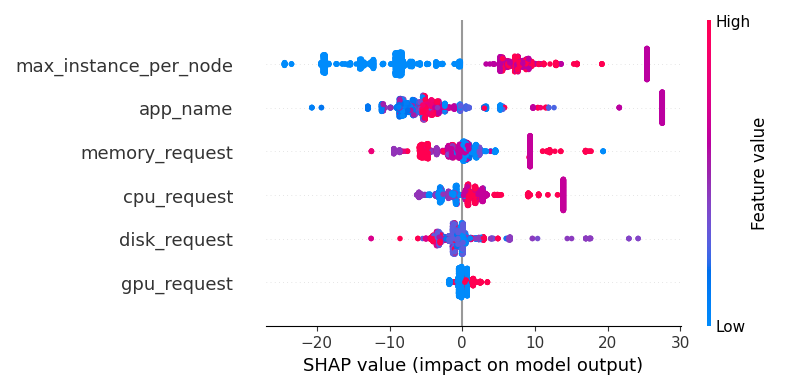 High
max_instance_per_node
app_name
memory_request
cpu_request
disk_request
gpu_request
Feature value
Low
−20 −10 0 10 20 30
SHAP value (impact on model output)